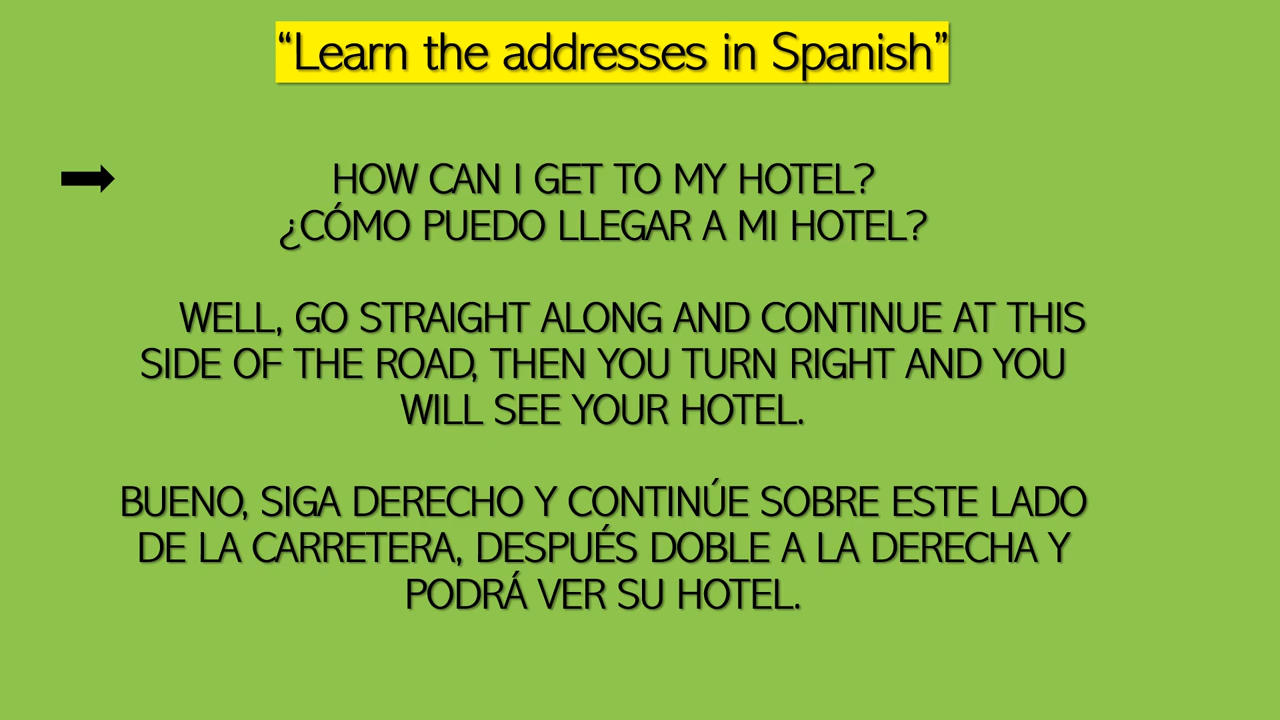 “Learn the addresses in Spanish”
HOW CAN I GET TO MY HOTEL?
¿CÓMO PUEDO LLEGAR A MI HOTEL?
WELL, GO STRAIGHT ALONG AND CONTINUE AT THIS
SIDE OF THE ROAD, THEN YOU TURN RIGHT AND YOU
WILL SEE YOUR HOTEL.
BUENO, SIGA DERECHO Y CONTINÚE SOBRE ESTE LADO
DE LA CARRETERA, DESPUÉS DOBLE A LA DERECHA Y
PODRÁ VER SU HOTEL.